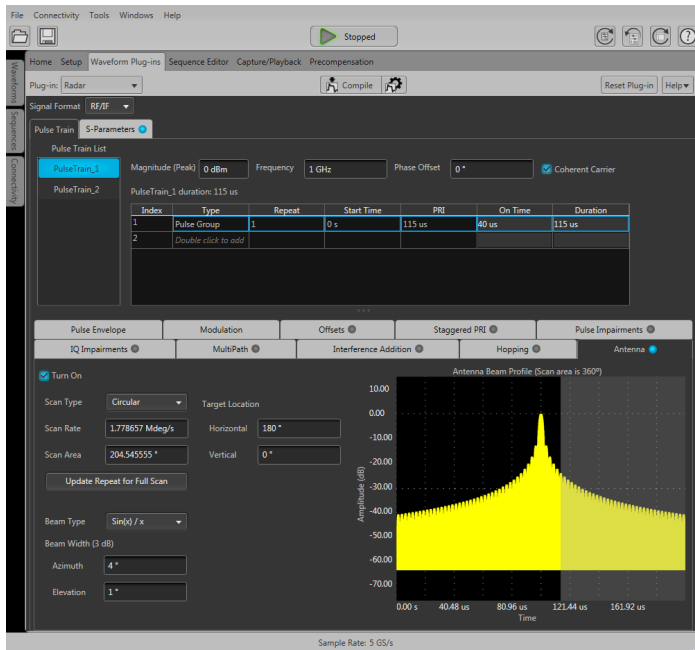 File Connectivity Tools Windows Help
Stopped
Home Setup Waveform Plug-ins Sequence Editor Capture/Playback Precompensation
Waveforms
Sequences
Connectivity
Plug-in: Radar Compile Reset Plug-in Help
Signal Format RF/IF
Pulse Train S-Parameters
Pulse Train List
PulseTrain_1
PulseTrain_2
Magnitude (Peak) 0 dBm Frequency 1 GHz Phase Offset 0 ° Coherent Carrier
PulseTrain_1 duration: 115 us
Index Type Repeat Start Time PRI On Time Duration
1 Pulse Group 1 0 s 115 us 40 us 115 us
2 Double click to add
Pulse Envelope Modulation Offsets Staggered PRI Pulse Impairments
IQ Impairments MultiPath Interference Addition Hopping Antenna
Turn On
Scan Type Circular Target Location
Scan Rate 1.778657 Mdeg/s Horizontal 180 °
Scan Area 204.545555 ° Vertical 0 °
Update Repeat for Full Scan
Beam Type Sin(x) / x
Beam Width (3 dB)
Azimuth 4 °
Elevation 1 °
Antenna Beam Profile (Scan area is 360º)
Amplitude (dB)
10.00
0.00
-10.00
-20.00
-30.00
-40.00
-50.00
-60.00
-70.00
0.00 s 40.48 us 80.96 us 121.44 us 161.92 us
Time
Sample Rate: 5 GS/s